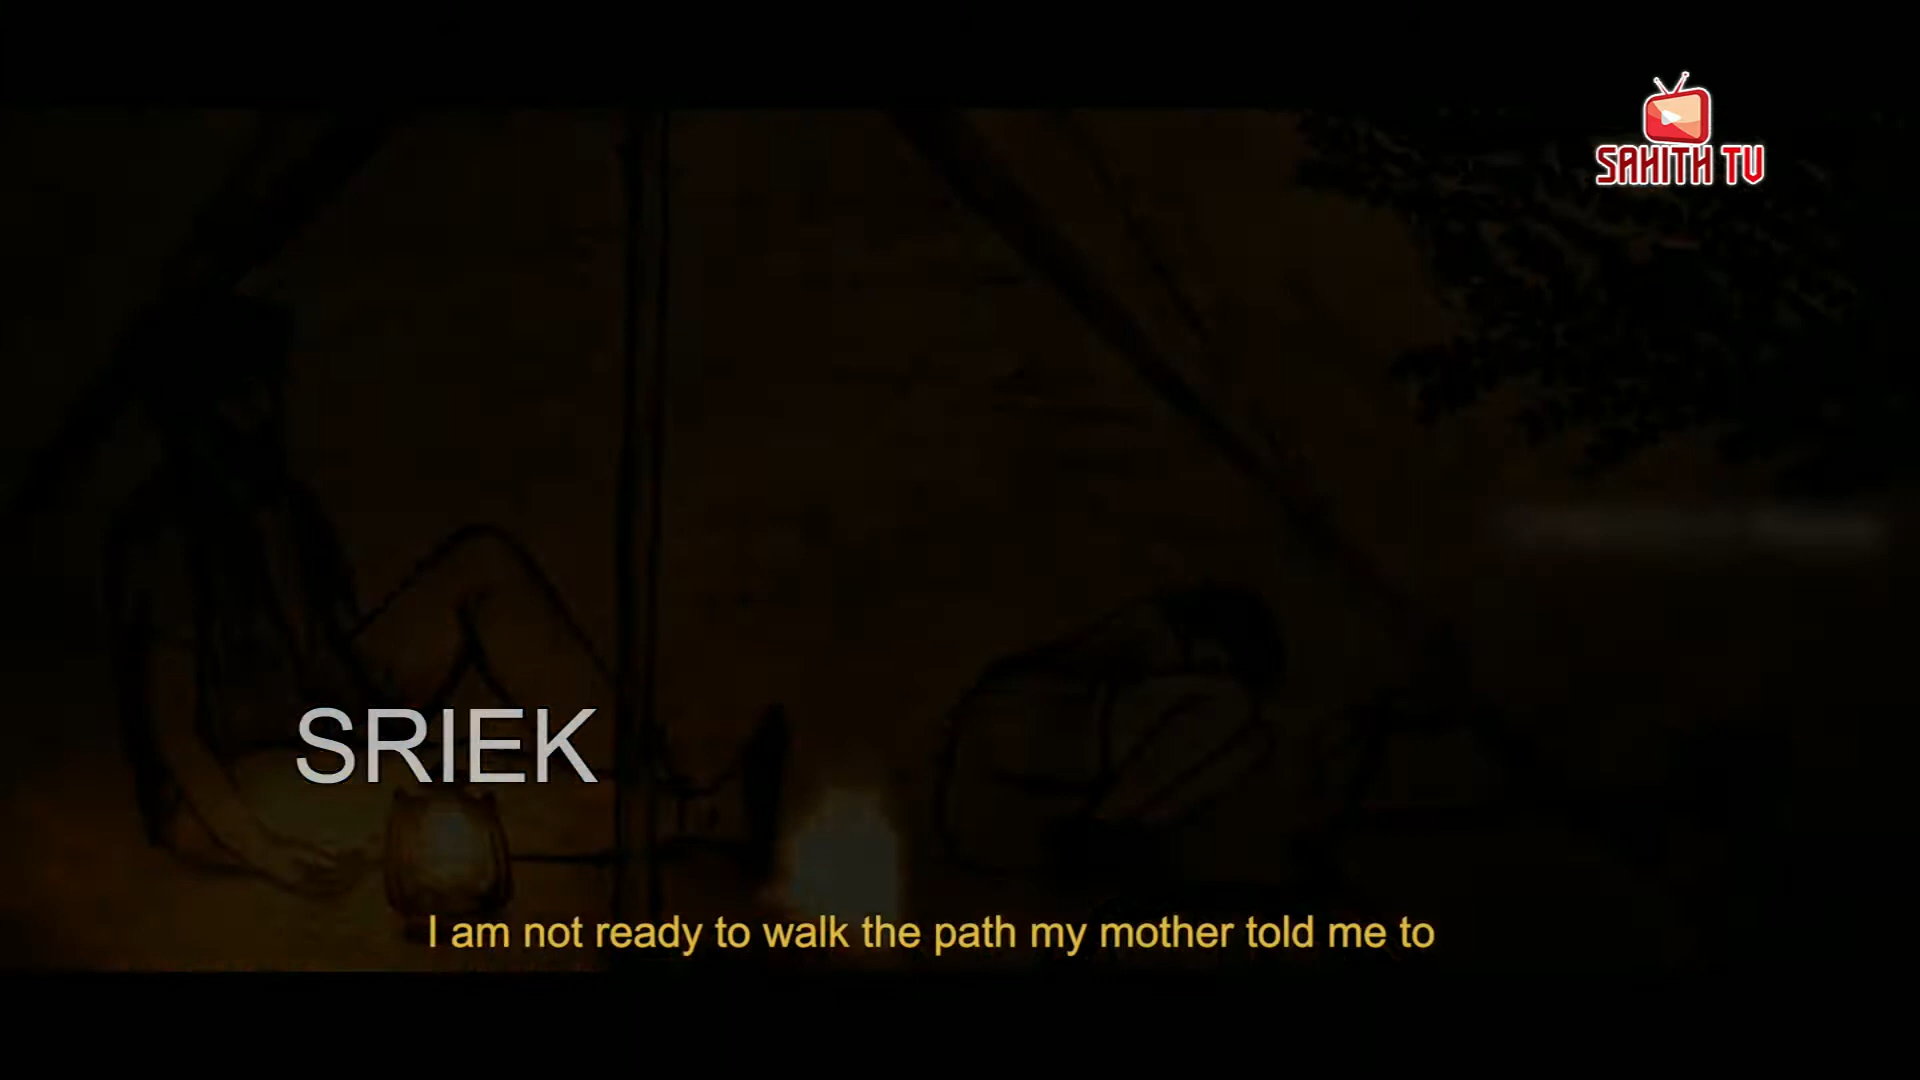 SAHITH TV
SRIEK
I am not ready to walk the path my mother told me to